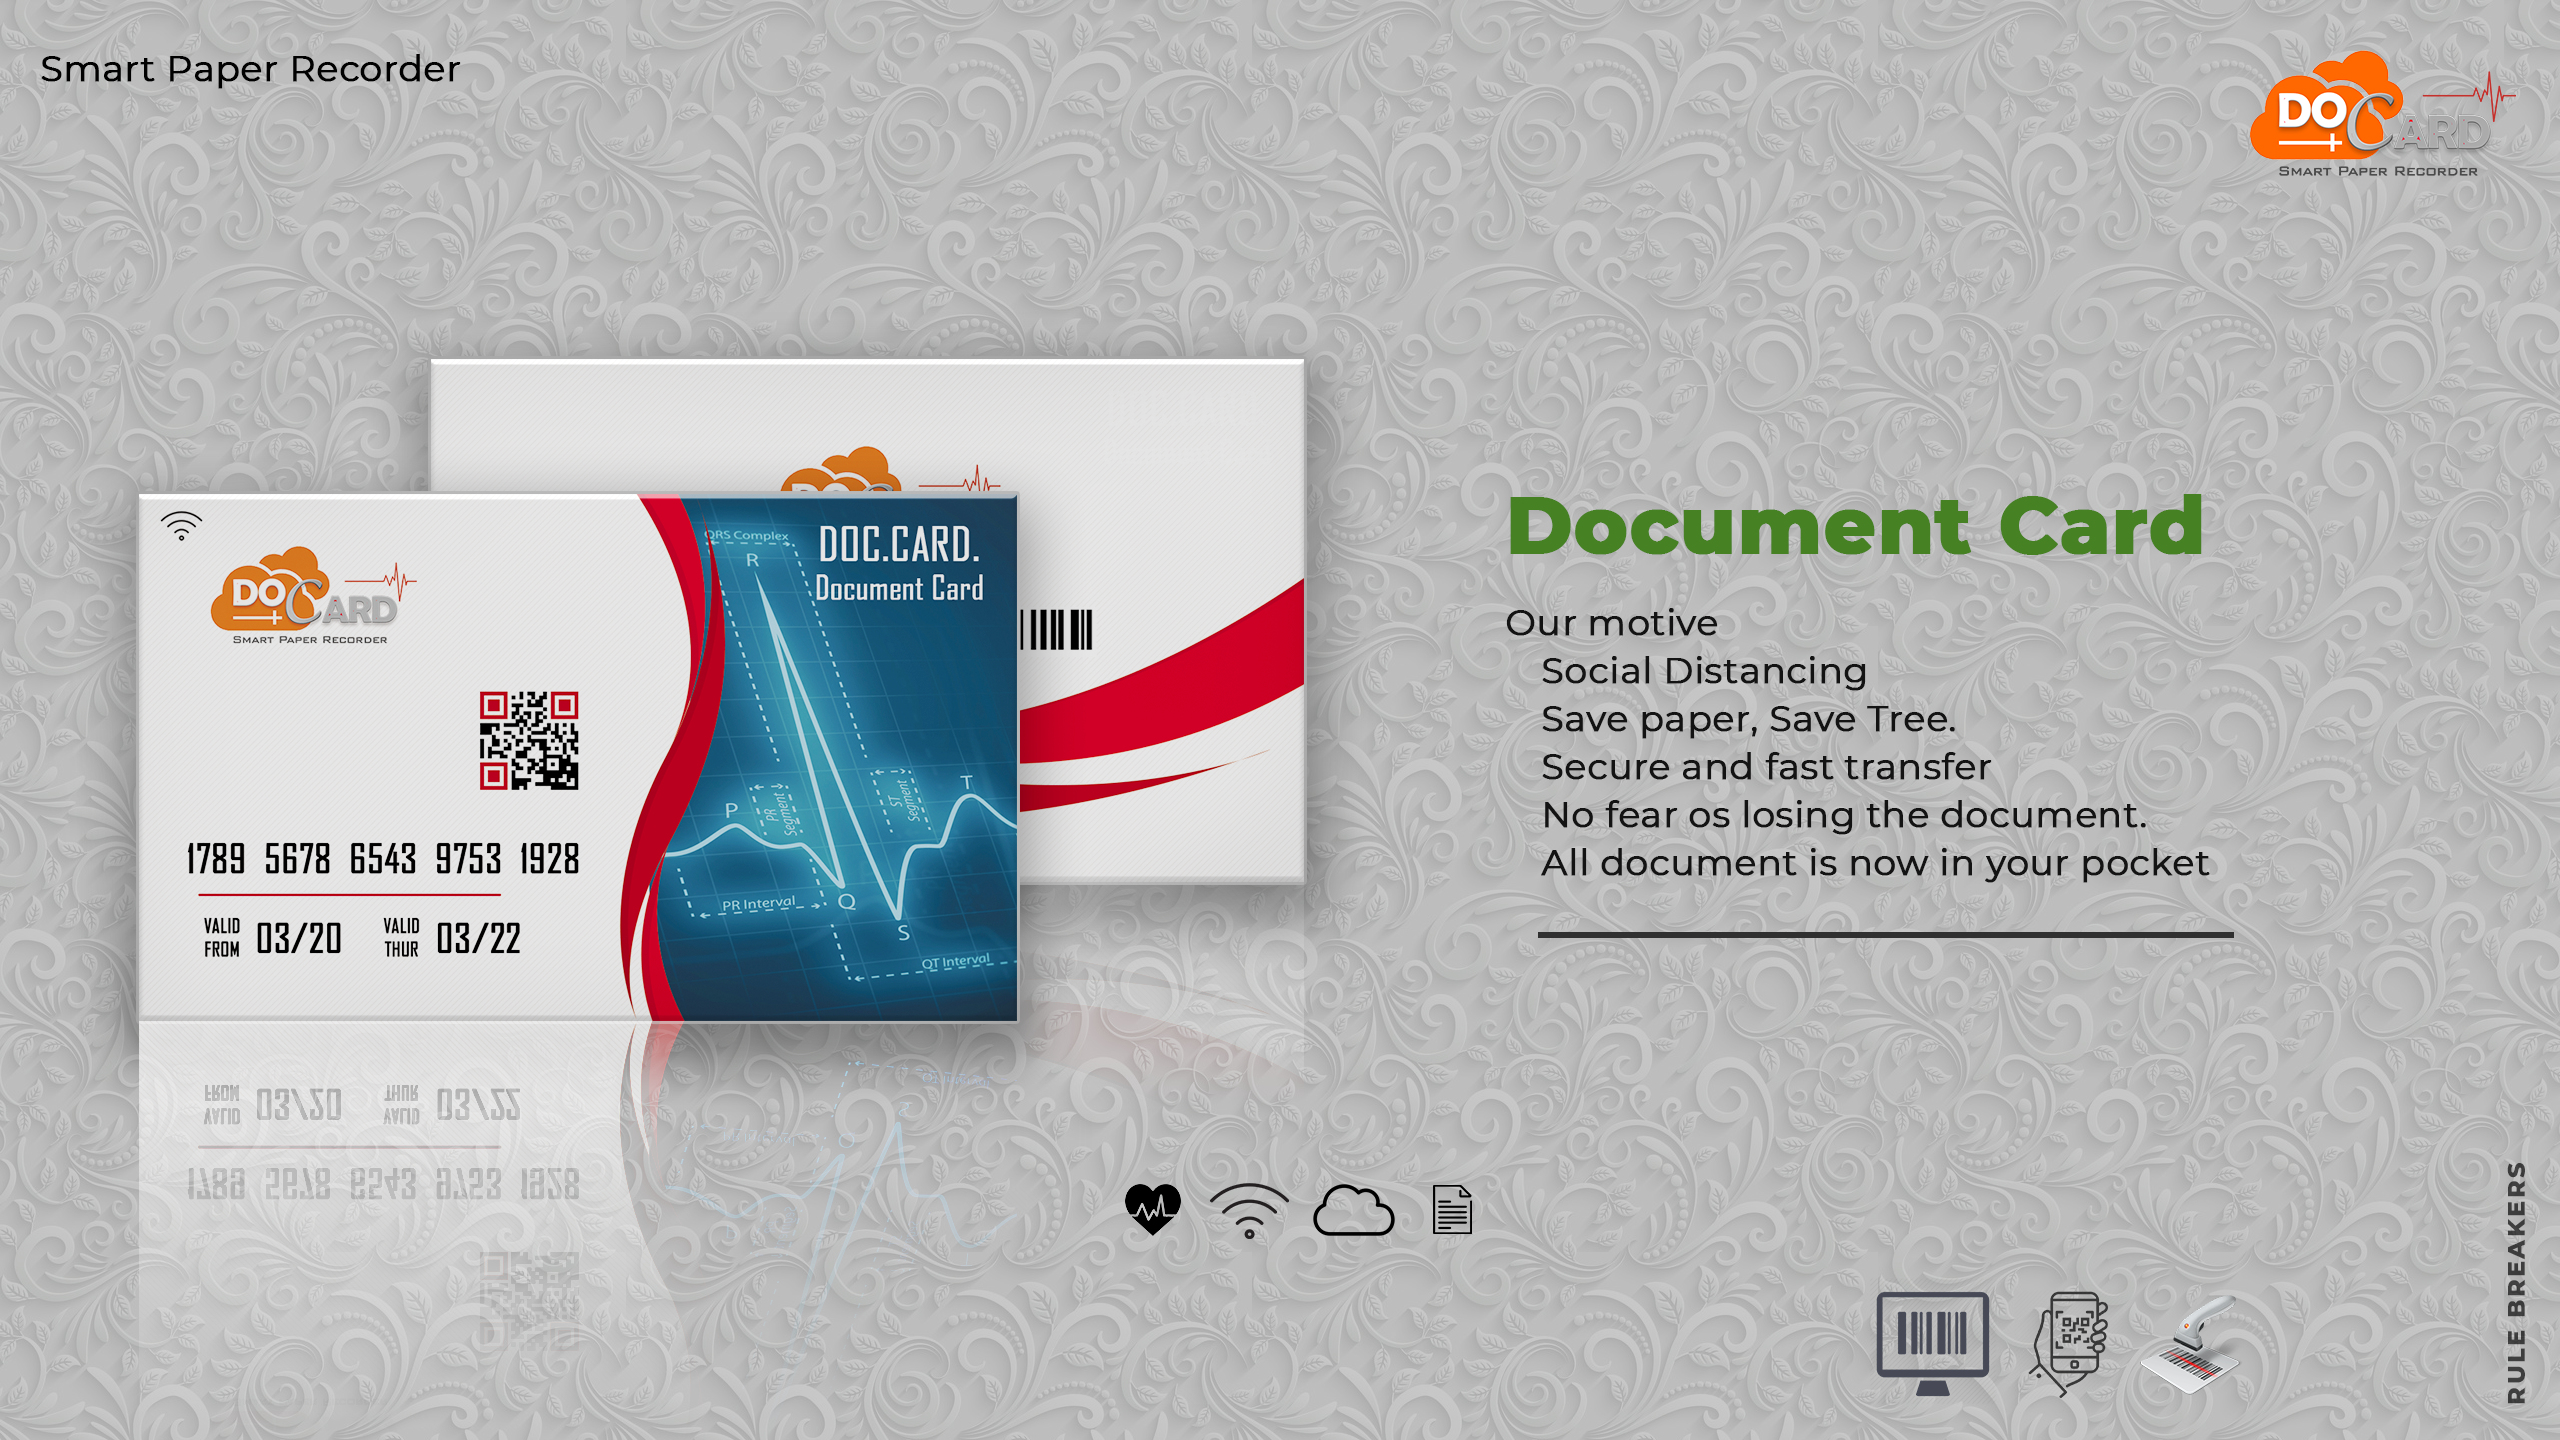 Smart Paper Recorder
DOCARD
SMART PAPER RECORDER
DOCARD
SMART PAPER RECORDER
DOC.CARD.
Document Card
QRS Complex
R
P
PR
Segment
ST
Segment
T
PR Interval
Q
S
QT Interval
1789 5678 6543 9753 1928
VALID
FROM
03/20
VALID
THUR
03/22
Document Card
Our motive
Social Distancing
Save paper, Save Tree.
Secure and fast transfer
No fear os losing the document.
All document is now in your pocket
RULE BREAKERS